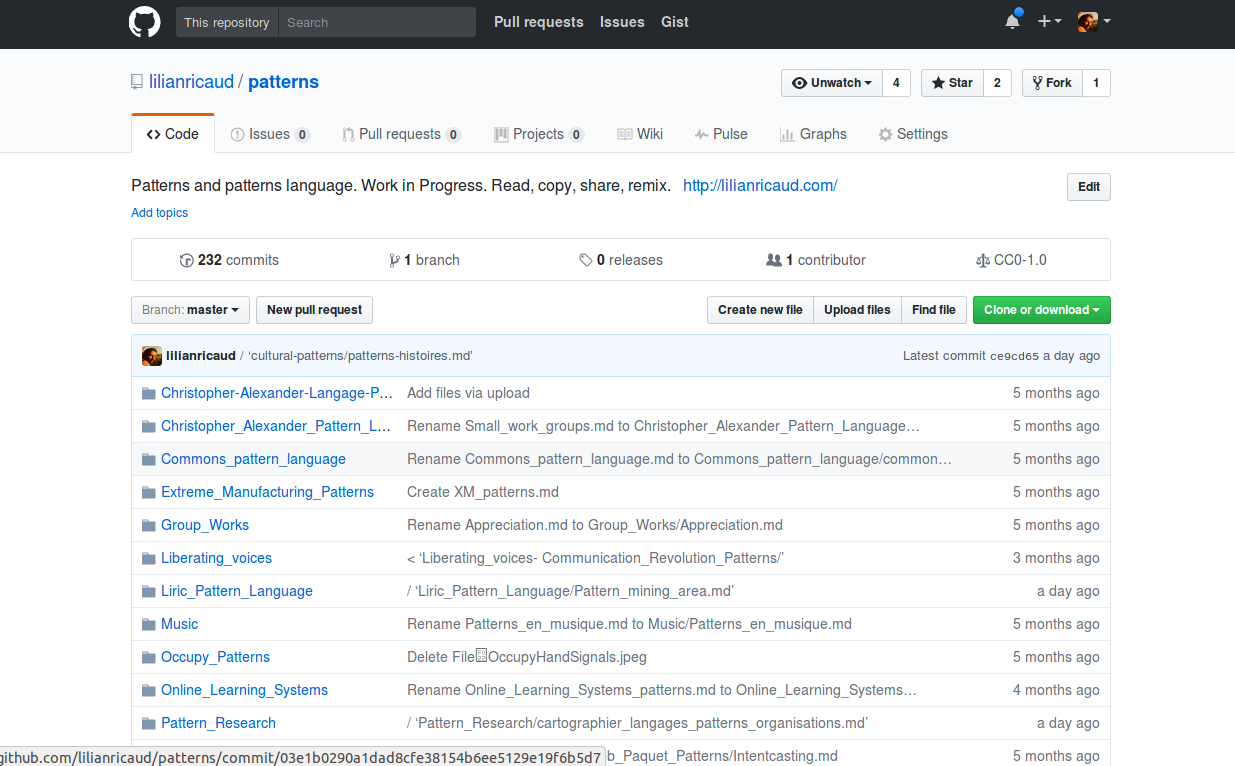 This repository Search Pull requests Issues Gist
lilianricaud / patterns Unwatch 4 Star 2 Fork 1
Code Issues 0 Pull requests 0 Projects 0 Wiki Pulse Graphs Settings
Patterns and patterns language. Work in Progress. Read, copy, share, remix. http://lilianricaud.com/ Edit
Add topics
232 commits 1 branch 0 releases 1 contributor CC0-1.0
Branch: master New pull request Create new file Upload files Find file Clone or download
lilianricaud / 'cultural-patterns/patterns-histoires.md' Latest commit ce9cd65 a day ago
Christopher-Alexander-Langage-P… Add files via upload 5 months ago
Christopher_Alexander_Pattern_L… Rename Small_work_groups.md to Christopher_Alexander_Pattern_Language… 5 months ago
Commons_pattern_language Rename Commons_pattern_language.md to Commons_pattern_language/common… 5 months ago
Extreme_Manufacturing_Patterns Create XM_patterns.md 5 months ago
Group_Works Rename Appreciation.md to Group_Works/Appreciation.md 5 months ago
Liberating_voices < ‘Liberating_voices- Communication_Revolution_Patterns/’ 3 months ago
Liric_Pattern_Language / ‘Liric_Pattern_Language/Pattern_mining_area.md’ a day ago
Music Rename Patterns_en_musique.md to Music/Patterns_en_musique.md 5 months ago
Occupy_Patterns Delete File OccupyHandSignals.jpeg 5 months ago
Online_Learning_Systems Rename Online_Learning_Systems_patterns.md to Online_Learning_Systems… 4 months ago
Pattern_Research / ‘Pattern_Research/cartographier_langages_patterns_organisations.md’ a day ago
github.com/lilianricaud/patterns/commit/03e1b0290a1dad8cfe38154b6ee5129e19f6b5d7 b_Paquet_Patterns/Intentcasting.md 5 months ago